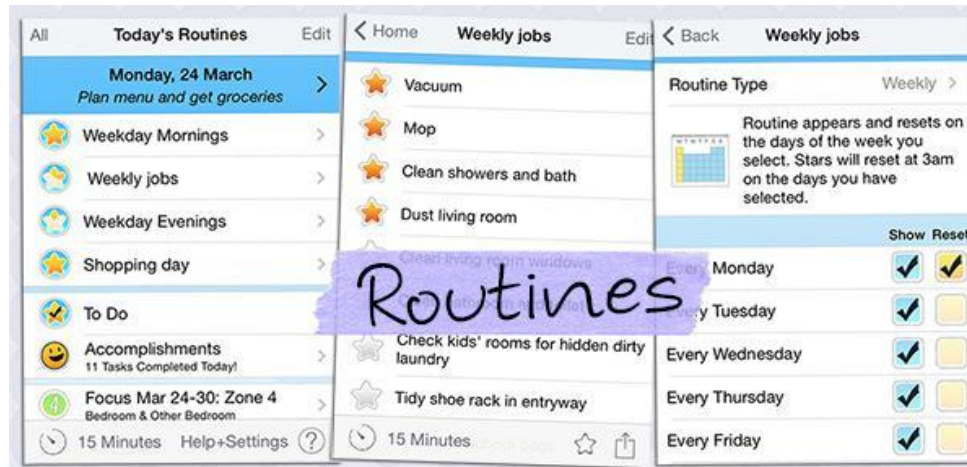 All Today's Routines Edit
Monday, 24 March
Plan menu and get groceries
Weekday Mornings
Weekly jobs
Weekday Evenings
Shopping day
To Do
Accomplishments
11 Tasks Completed Today!
Focus Mar 24-30: Zone 4
4
Bedroom & Other Bedroom
15 Minutes Help+Settings ?
Home Weekly jobs Edit
Vacuum
Mop
Clean showers and bath
Dust living room
Clean living room windows
Routines
Check kids' rooms for hidden dirty
laundry
Tidy shoe rack in entryway
15 Minutes
Back Weekly jobs
Routine Type Weekly
Routine appears and resets on
the days of the week you
select. Stars will reset at 3am
on the days you have
selected.
Show Reset
Every Monday
Every Tuesday
Every Wednesday
Every Thursday
Every Friday